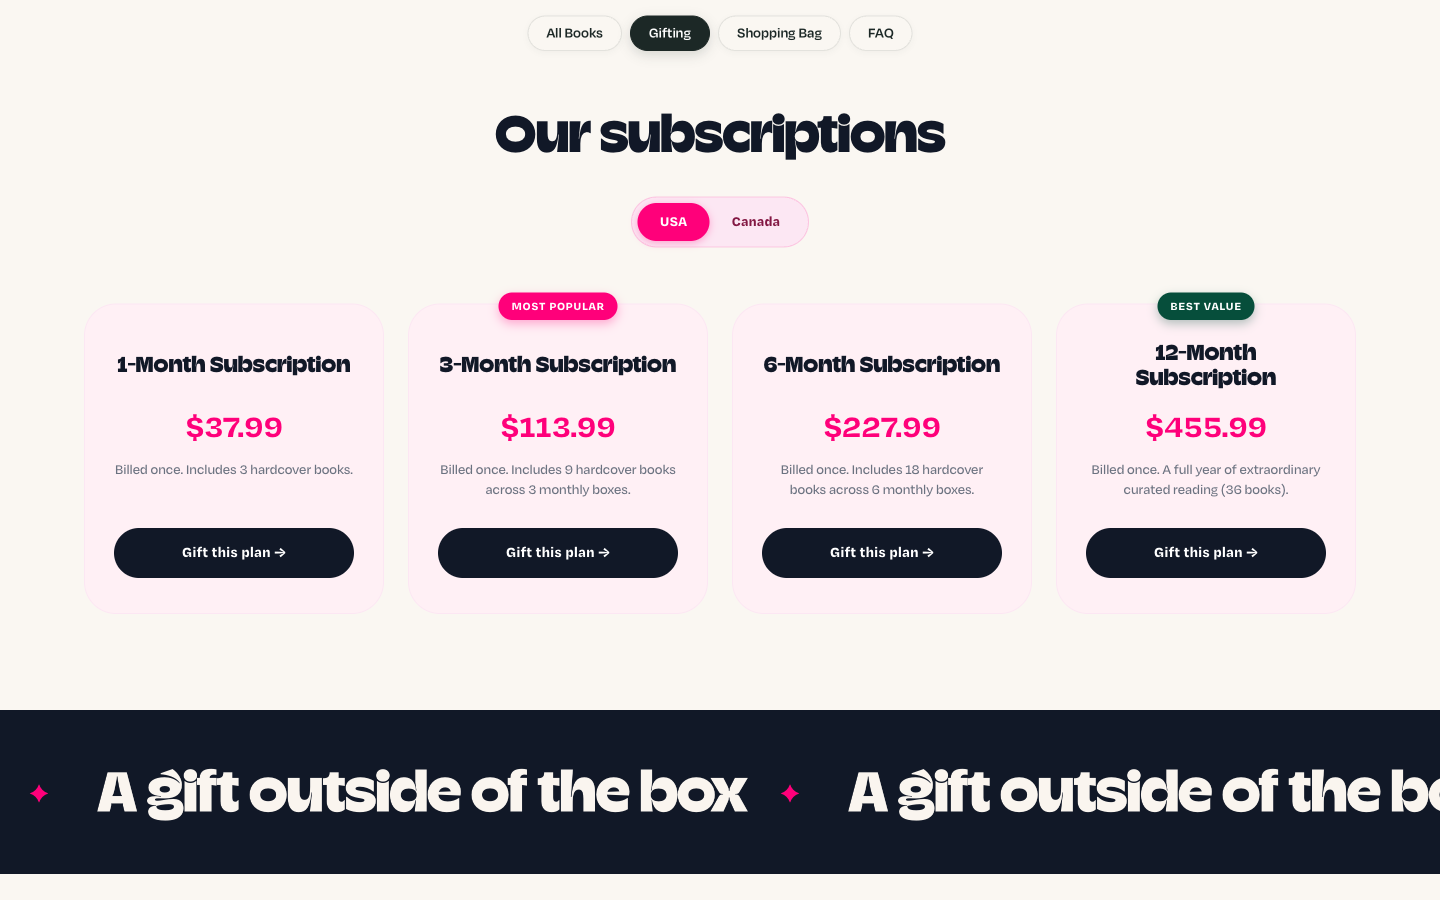 All Books
Gifting
Shopping Bag
FAQ
Our subscriptions
USA
Canada
1-Month Subscription
$37.99
Billed once. Includes 3 hardcover books.
Gift this plan →
MOST POPULAR
3-Month Subscription
$113.99
Billed once. Includes 9 hardcover books
across 3 monthly boxes.
Gift this plan →
6-Month Subscription
$227.99
Billed once. Includes 18 hardcover
books across 6 monthly boxes.
Gift this plan →
BEST VALUE
12-Month
Subscription
$455.99
Billed once. A full year of extraordinary
curated reading (36 books).
Gift this plan →
✦ A gift outside of the box ✦ A gift outside of the bo